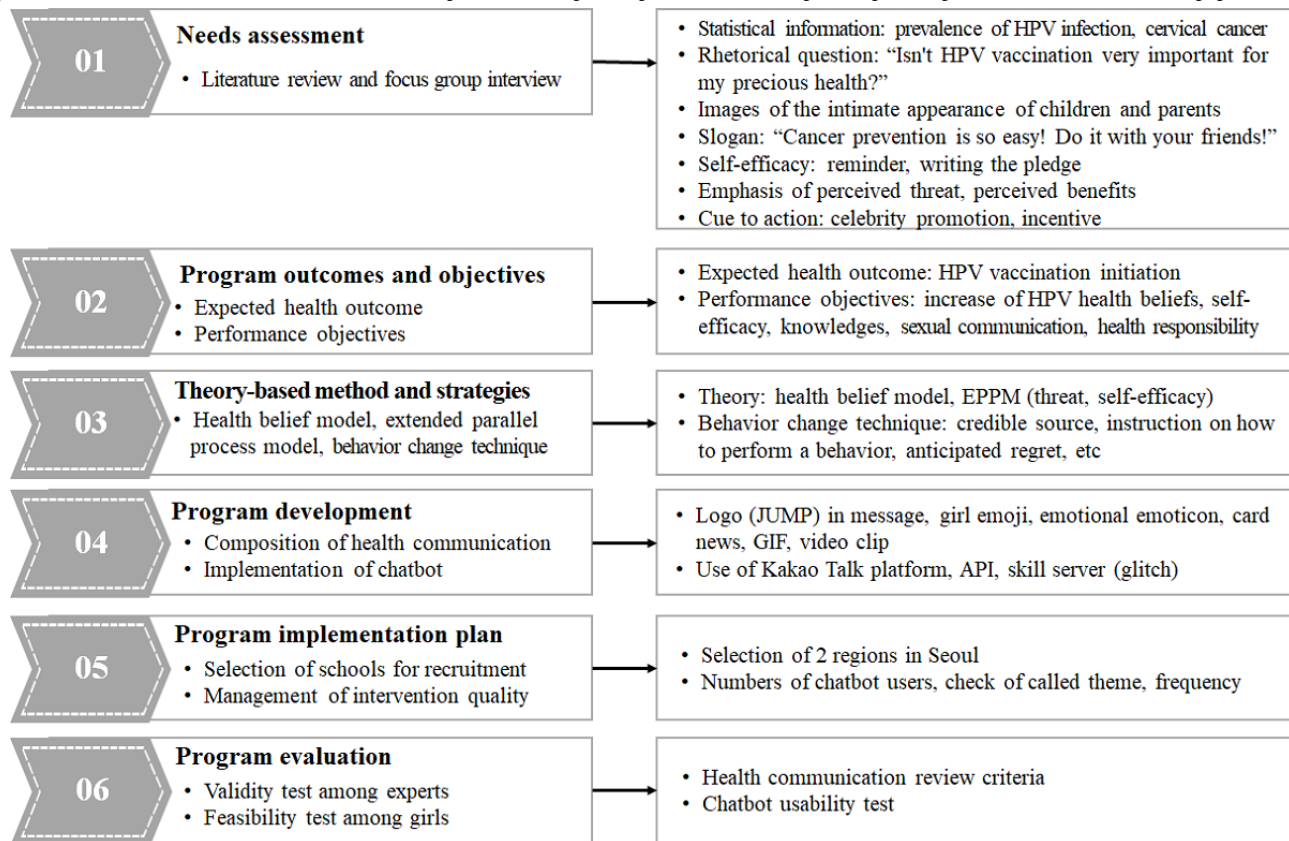 01
Needs assessment
• Literature review and focus group interview
• Statistical information: prevalence of HPV infection, cervical cancer
• Rhetorical question: “Isn't HPV vaccination very important for
my precious health?”
• Images of the intimate appearance of children and parents
• Slogan: “Cancer prevention is so easy! Do it with your friends!”
• Self-efficacy: reminder, writing the pledge
• Emphasis of perceived threat, perceived benefits
• Cue to action: celebrity promotion, incentive
02
Program outcomes and objectives
• Expected health outcome
• Performance objectives
• Expected health outcome: HPV vaccination initiation
• Performance objectives: increase of HPV health beliefs, self-
efficacy, knowledges, sexual communication, health responsibility
03
Theory-based method and strategies
• Health belief model, extended parallel
process model, behavior change technique
• Theory: health belief model, EPPM (threat, self-efficacy)
• Behavior change technique: credible source, instruction on how
to perform a behavior, anticipated regret, etc
04
Program development
• Composition of health communication
• Implementation of chatbot
• Logo (JUMP) in message, girl emoji, emotional emoticon, card
news, GIF, video clip
• Use of Kakao Talk platform, API, skill server (glitch)
05
Program implementation plan
• Selection of schools for recruitment
• Management of intervention quality
• Selection of 2 regions in Seoul
• Numbers of chatbot users, check of called theme, frequency
06
Program evaluation
• Validity test among experts
• Feasibility test among girls
• Health communication review criteria
• Chatbot usability test